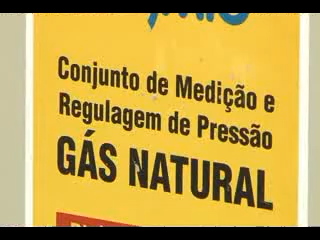 Conjunto de Medição e
Regulagem de Pressão
GÁS NATURAL